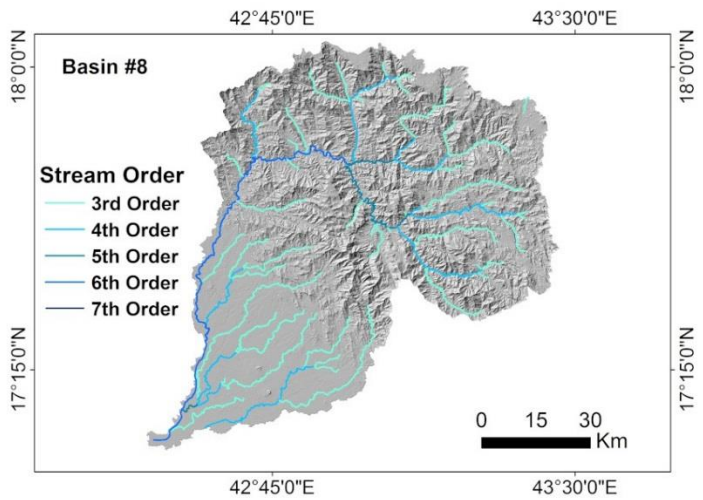 42°45'0"E 43°30'0"E
18°0'0"N
Basin #8
18°0'0"N
Stream Order
3rd Order
4th Order
5th Order
6th Order
7th Order
17°15'0"N
17°15'0"N
0 15 30
Km
42°45'0"E 43°30'0"E